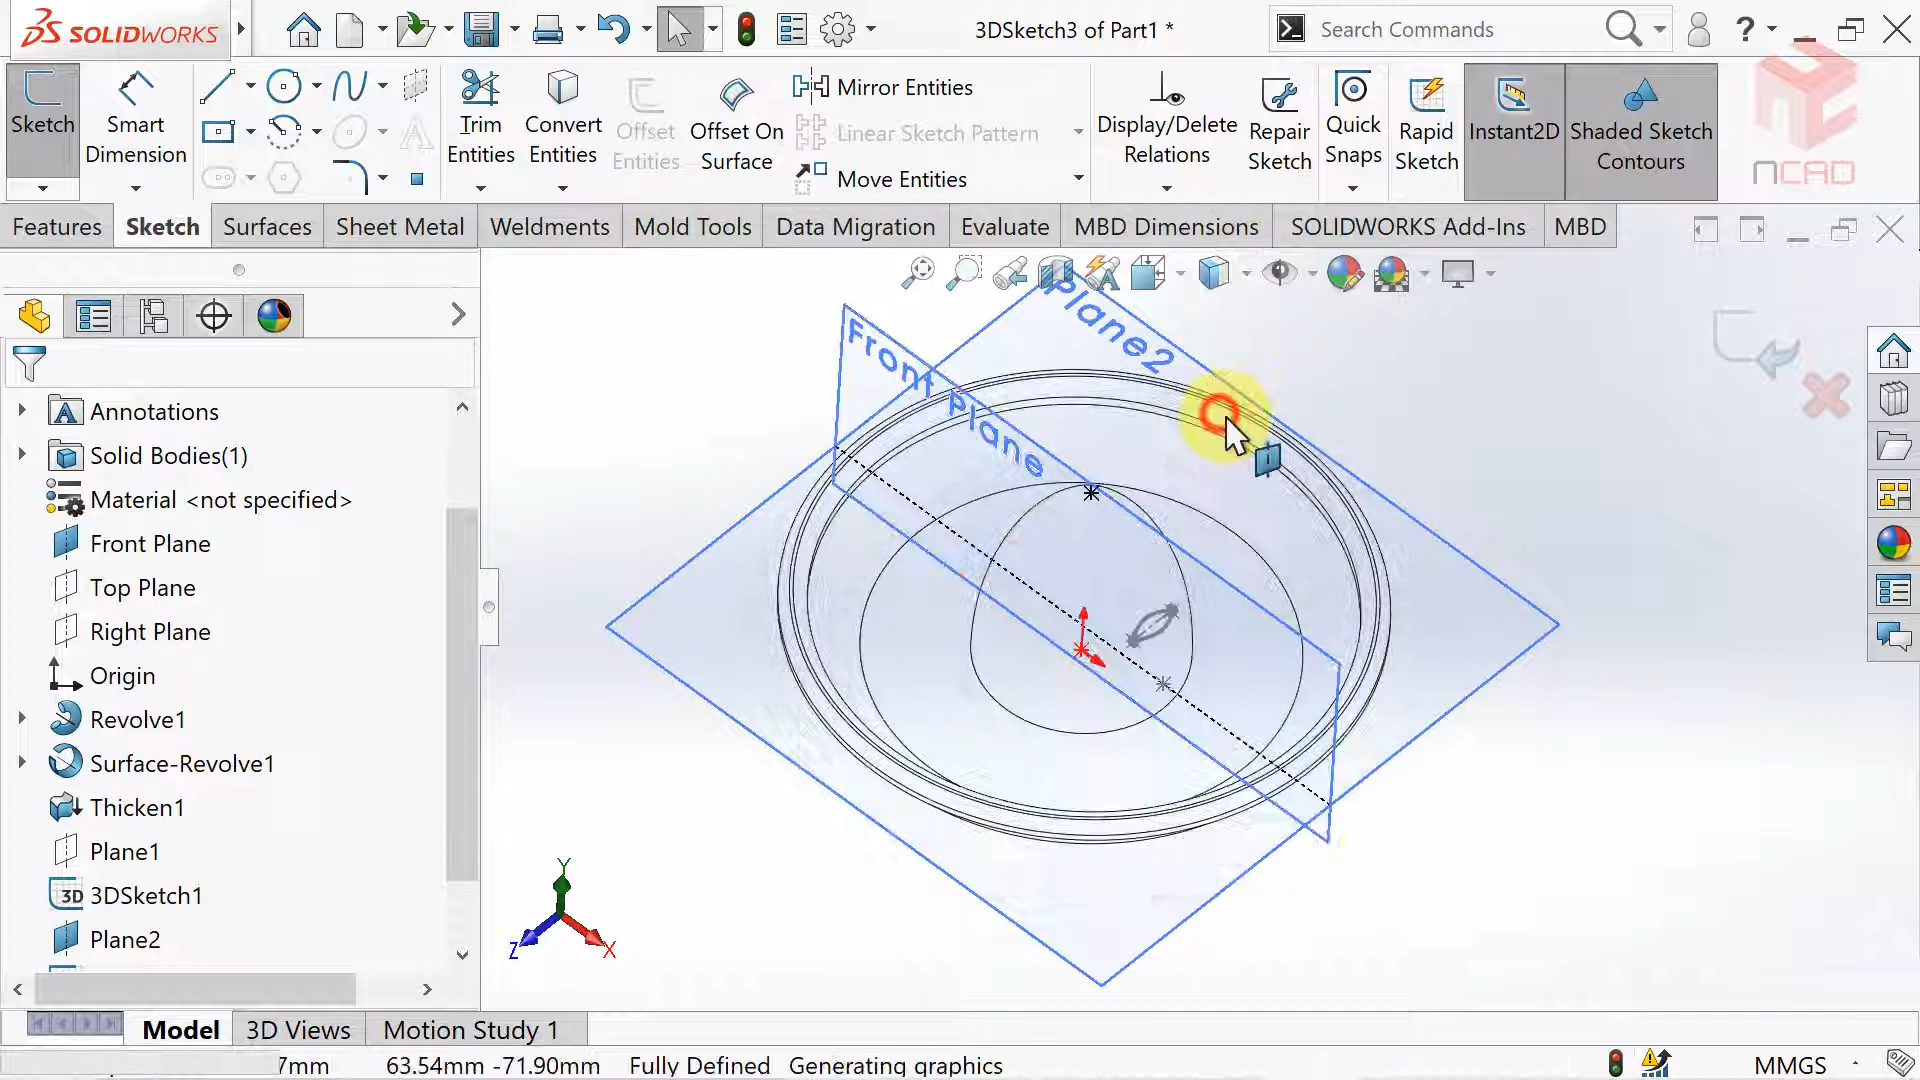 SOLIDWORKS
3DSketch3 of Part1 *
Search Commands
?
Sketch
Smart
Dimension
Trim
Entities
Convert
Entities
Offset
Entities
Offset On
Surface
Mirror Entities
Linear Sketch Pattern
Move Entities
Display/Delete
Relations
Repair
Sketch
Quick
Snaps
Rapid
Sketch
Instant2D
Shaded Sketch
Contours
NCAD
Features
Sketch
Surfaces
Sheet Metal
Weldments
Mold Tools
Data Migration
Evaluate
MBD Dimensions
SOLIDWORKS Add-Ins
MBD
Annotations
Solid Bodies(1)
Material <not specified>
Front Plane
Top Plane
Right Plane
Origin
Revolve1
Surface-Revolve1
Thicken1
Plane1
3D 3DSketch1
Plane2
Plane2
Front Plane
Y
Z
X
Model
3D Views
Motion Study 1
7mm
63.54mm -71.90mm
Fully Defined
Generating graphics
MMGS